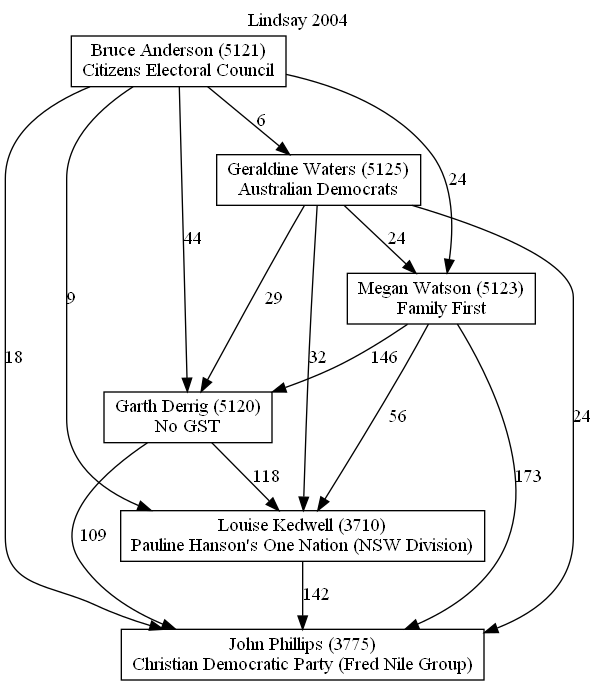 Lindsay 2004
Bruce Anderson (5121)
Citizens Electoral Council
6
Geraldine Waters (5125)
Australian Democrats
24
44
24
Megan Watson (5123)
Family First
9
29
18
32
146
24
Garth Derrig (5120)
No GST
56
118
173
109
Louise Kedwell (3710)
Pauline Hanson's One Nation (NSW Division)
142
John Phillips (3775)
Christian Democratic Party (Fred Nile Group)